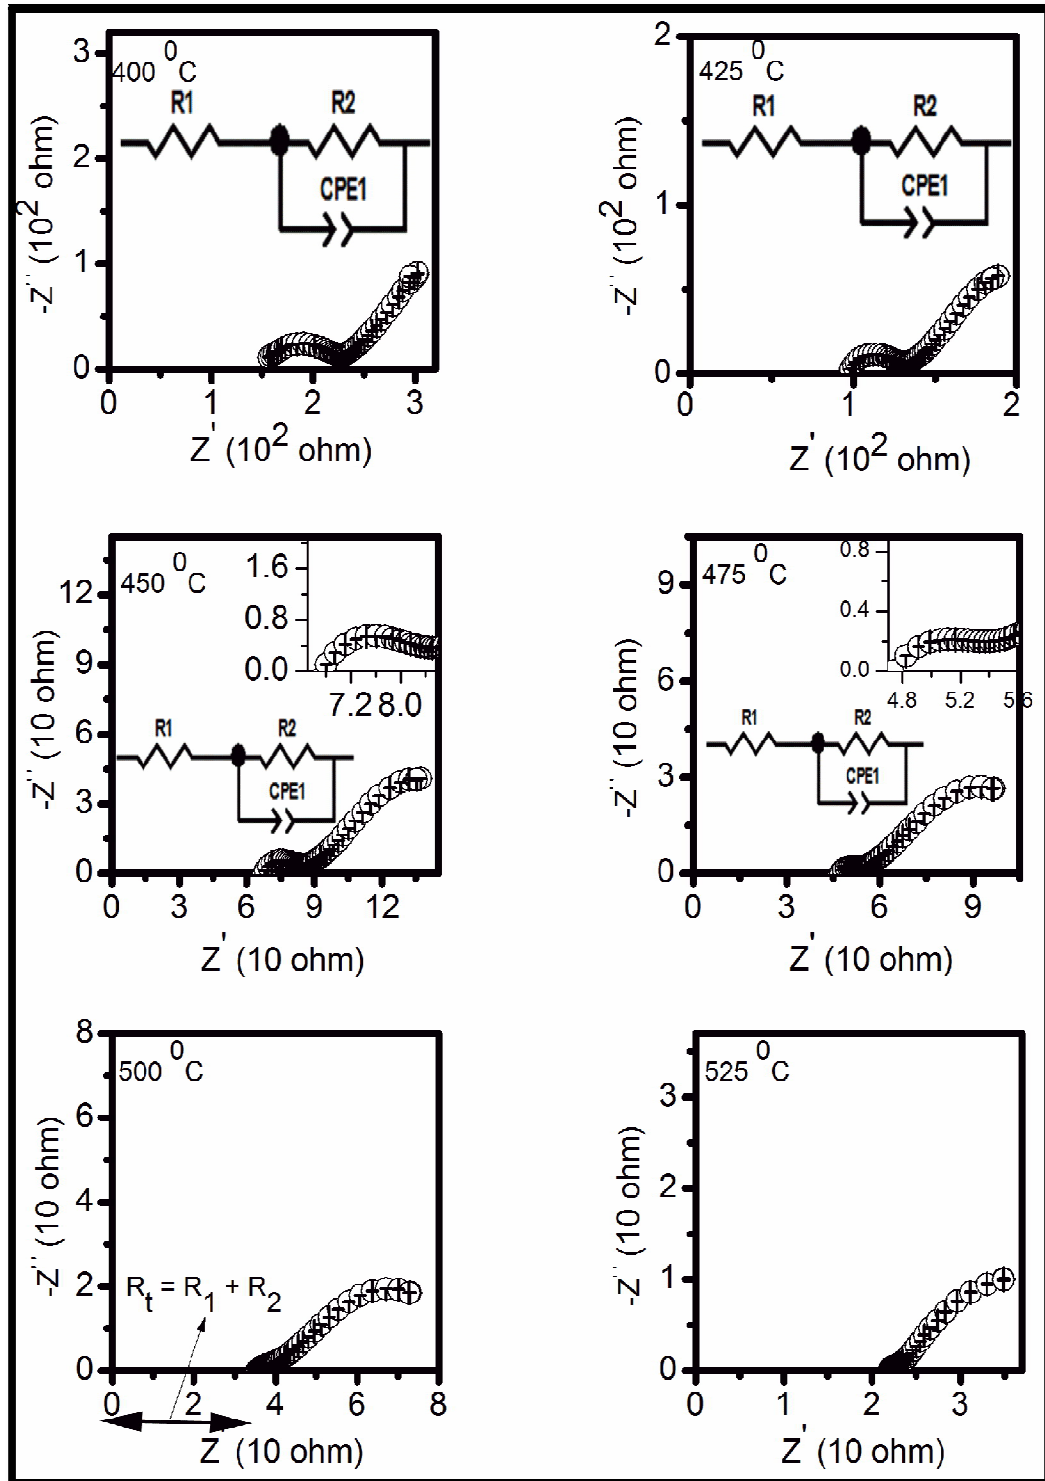 400 ⁰C
R1 R2
CPE1
3
2
1
0
-Z'' (10² ohm)
0 1 2 3
Z' (10² ohm)
425 ⁰C
R1 R2
CPE1
2
1
0
-Z'' (10² ohm)
0 1 2
Z' (10² ohm)
450 ⁰C
1.6
0.8
0.0
7.2 8.0
R1 R2
CPE1
12
9
6
3
0
-Z'' (10 ohm)
0 3 6 9 12
Z' (10 ohm)
475 ⁰C
0.8
0.4
0.0
4.8 5.2 5.6
R1 R2
CPE1
9
6
3
0
-Z'' (10 ohm)
0 3 6 9
Z' (10 ohm)
500 ⁰C
8
6
4
2
0
-Z'' (10 ohm)
Rₜ = R₁ + R₂
0 2 4 6 8
Z' (10 ohm)
525 ⁰C
3
2
1
0
-Z'' (10 ohm)
0 1 2 3
Z' (10 ohm)